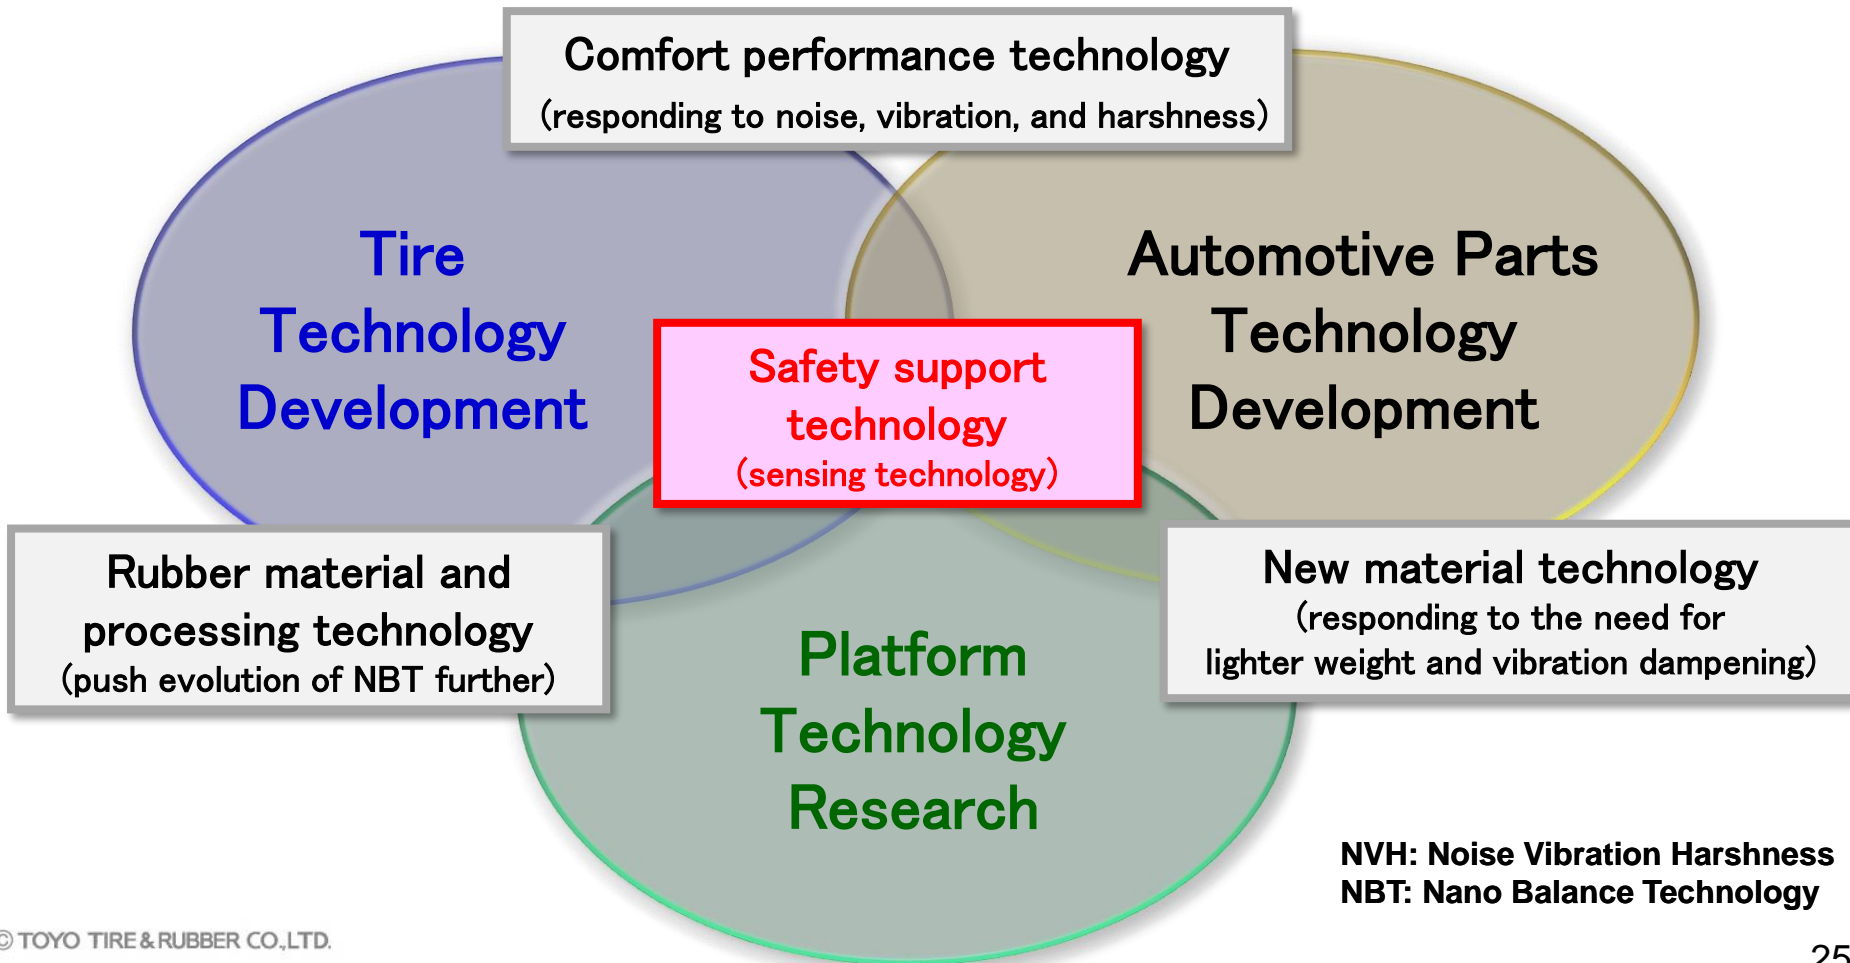 Comfort performance technology
(responding to noise, vibration, and harshness)
Tire
Technology
Development
Automotive Parts
Technology
Development
Safety support
technology
(sensing technology)
Rubber material and
processing technology
(push evolution of NBT further)
New material technology
(responding to the need for
lighter weight and vibration dampening)
Platform
Technology
Research
NVH: Noise Vibration Harshness
NBT: Nano Balance Technology
© TOYO TIRE & RUBBER CO.,LTD.
25